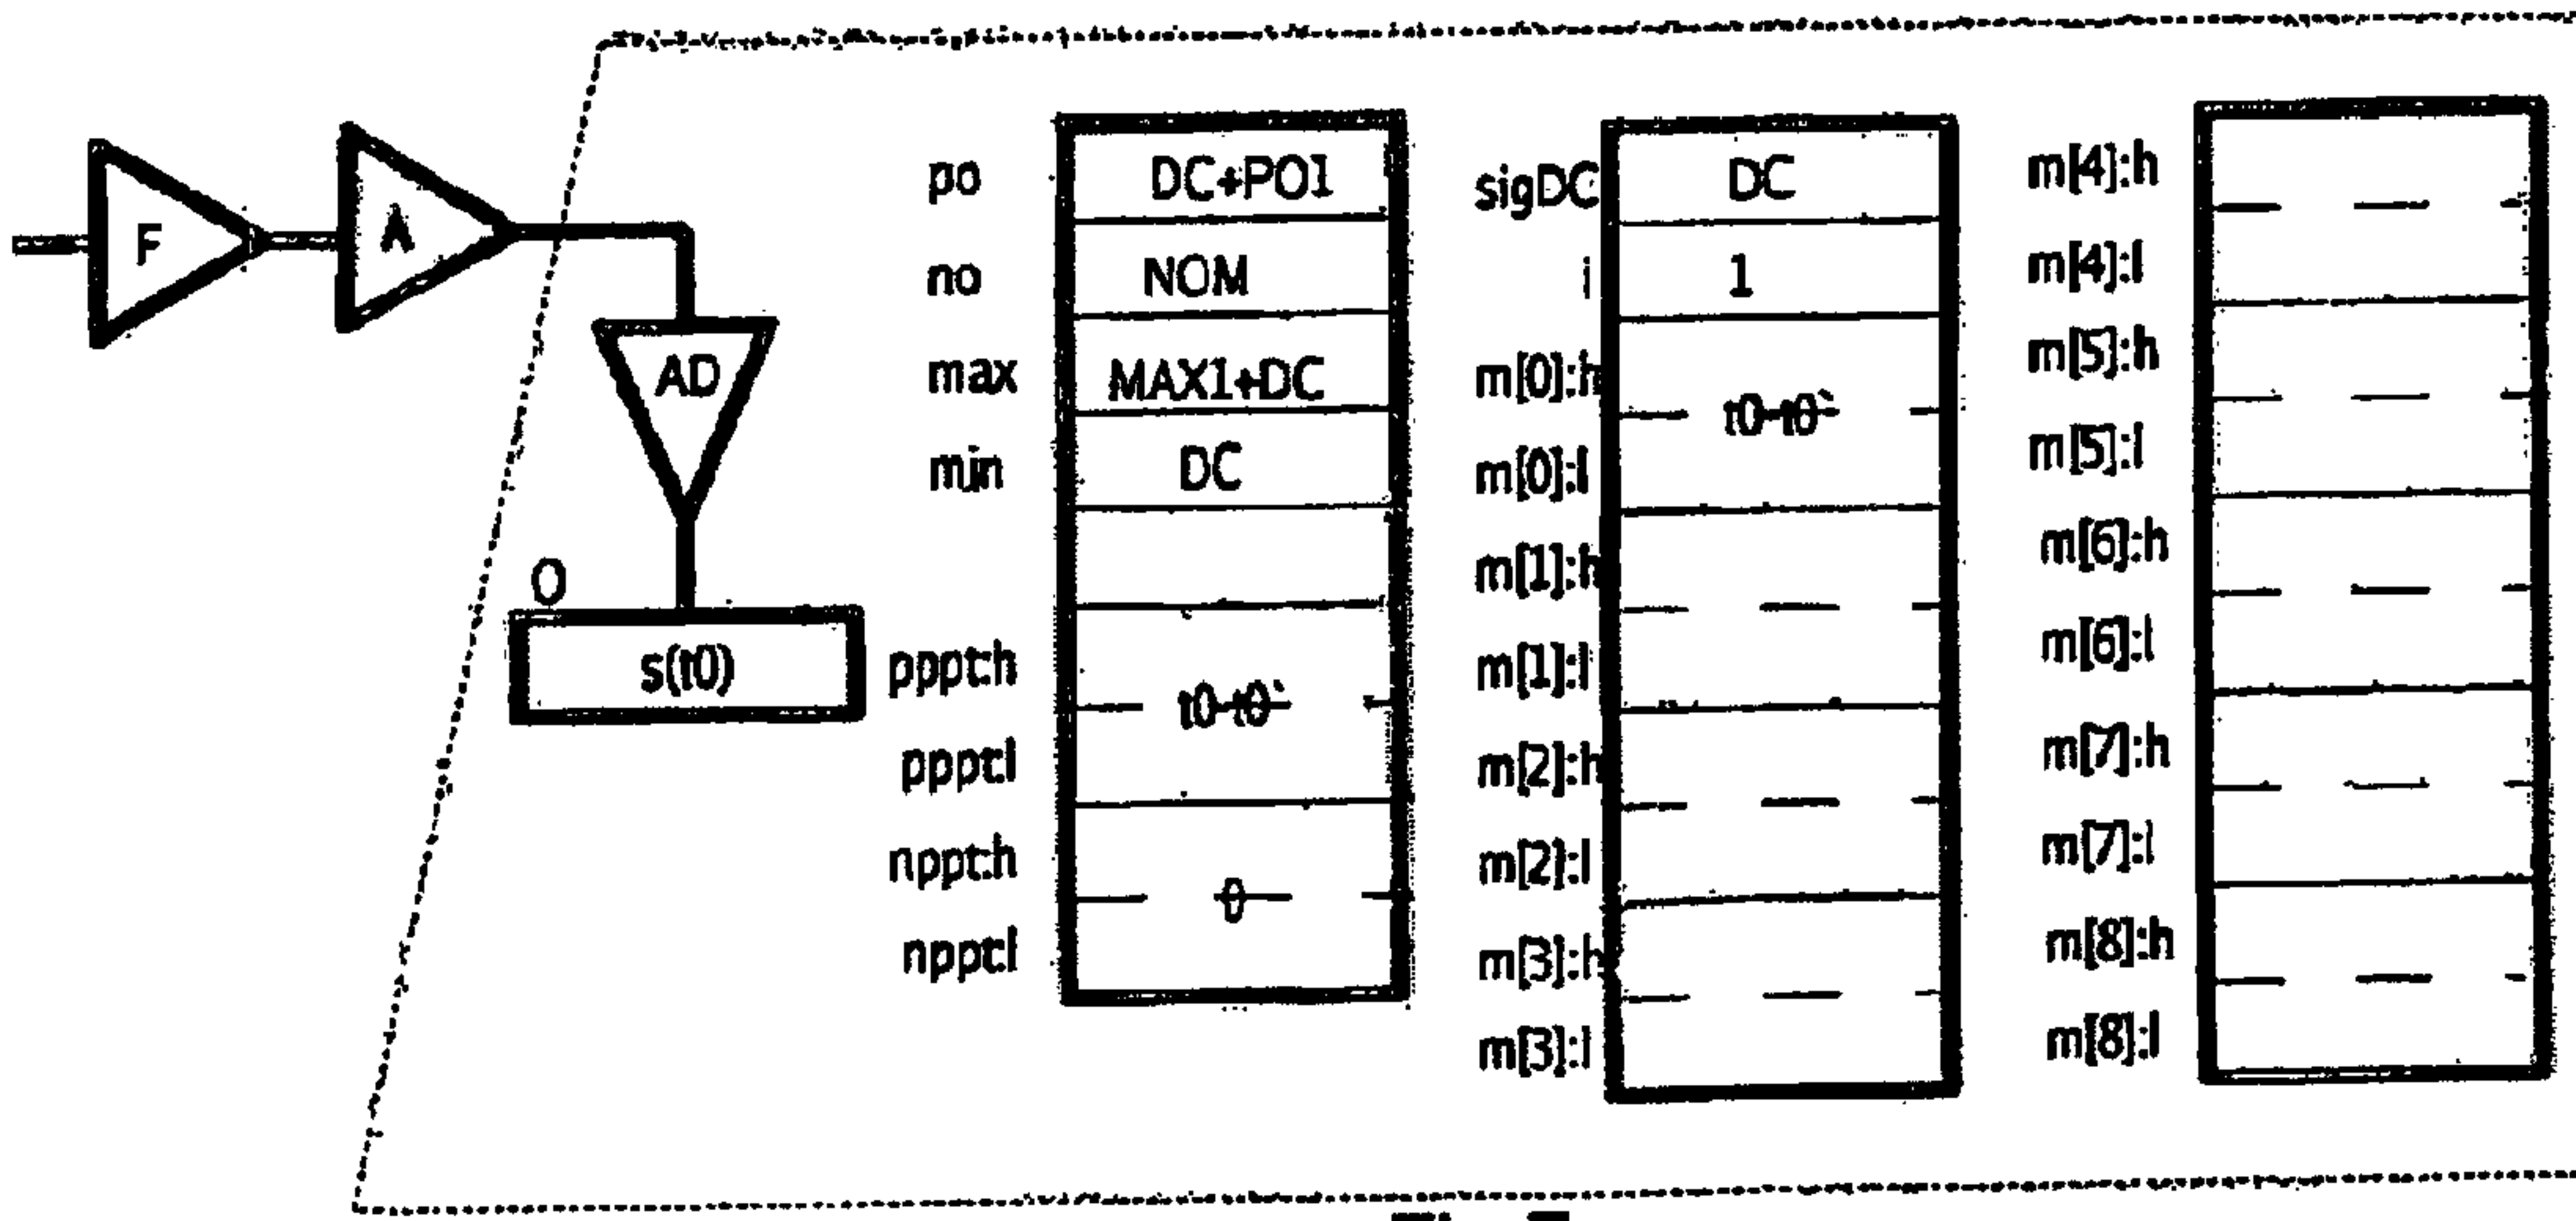 F
A
AD
O
s(t0)
po
DC+PO1
no
NOM
max
MAX1+DC
min
DC
pppt:h
t0-t0`
pppt:l
nppt:h
0
nppt:l
sigDC
DC
i
1
m[0]:h
t0-t0`
m[0]:l
m[1]:h
m[1]:l
m[2]:h
m[2]:l
m[3]:h
m[3]:l
m[4]:h
m[4]:l
m[5]:h
m[5]:l
m[6]:h
m[6]:l
m[7]:h
m[7]:l
m[8]:h
m[8]:l